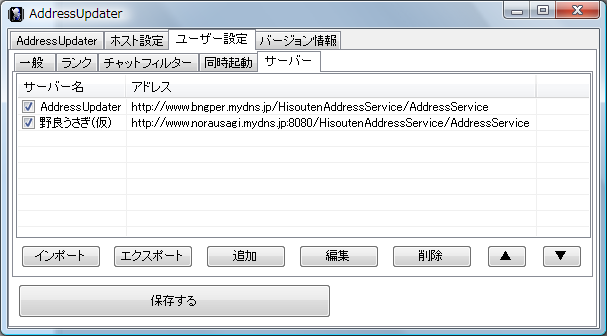 AddressUpdater
AddressUpdater ホスト設定 ユーザー設定 バージョン情報
一般 ランク チャットフィルター 同時起動 サーバー
サーバー名 アドレス
AddressUpdater http://www.bngper.mydns.jp/HisoutenAddressService/AddressService
野良うさぎ(仮) http://www.norausagi.mydns.jp:8080/HisoutenAddressService/AddressService
インポート エクスポート 追加 編集 削除 ▲ ▼
保存する